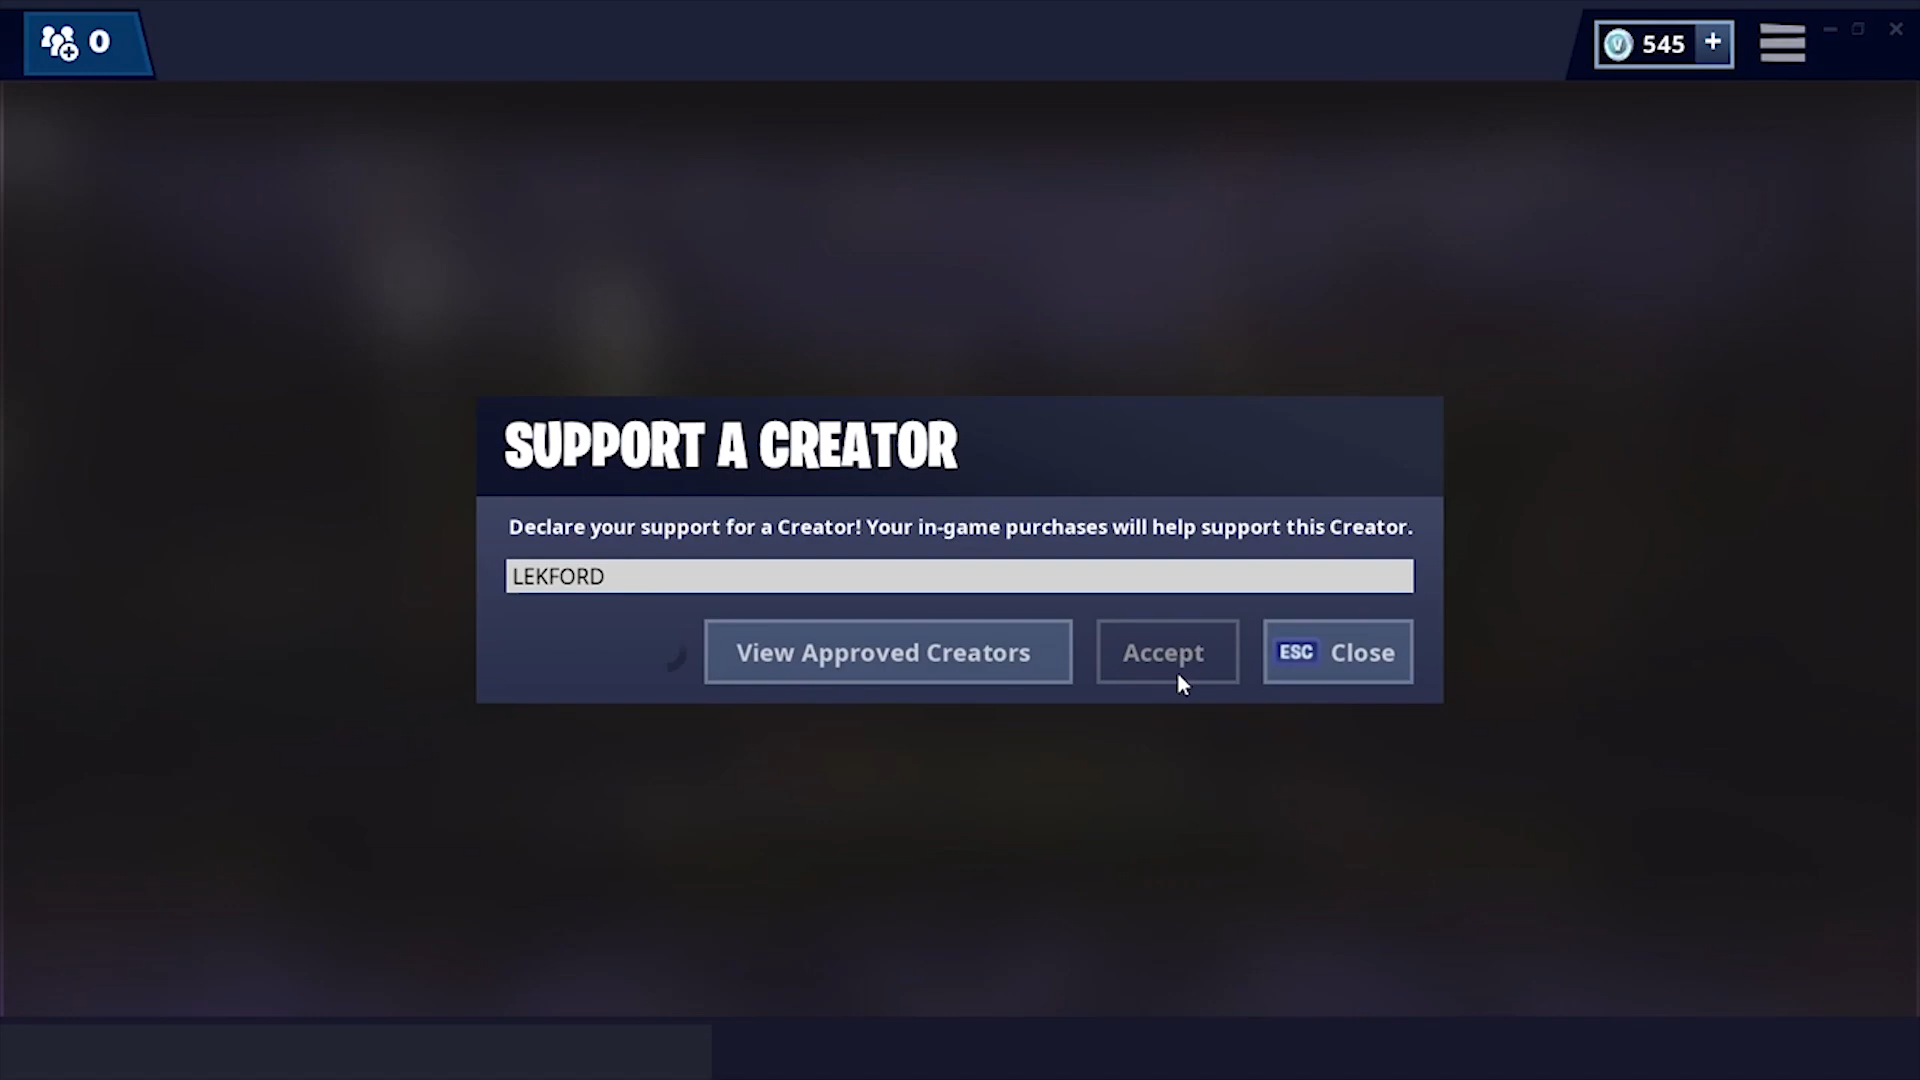 0
545 +
SUPPORT A CREATOR
Declare your support for a Creator! Your in-game purchases will help support this Creator.
LEKFORD
View Approved Creators
Accept
ESC Close